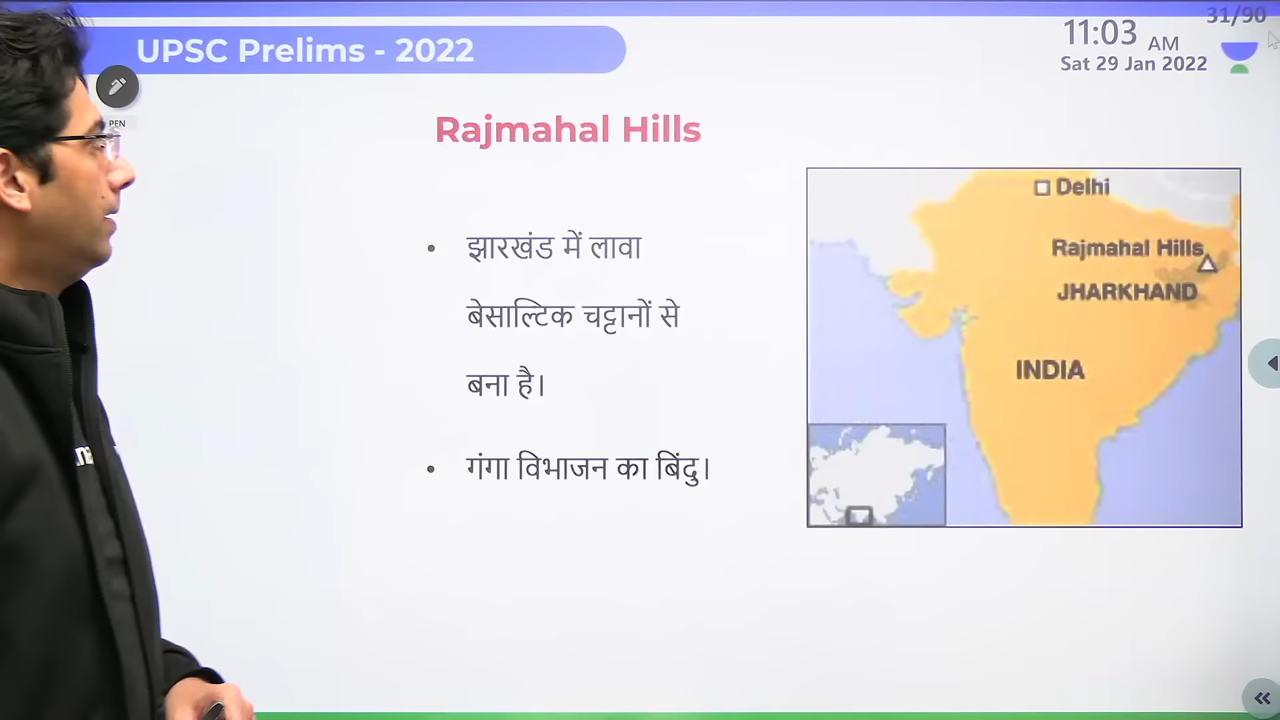 31/90
UPSC Prelims - 2022
11:03 AM
Sat 29 Jan 2022
PEN
Rajmahal Hills
• झारखंड में लावा
बेसाल्टिक चट्टानों से
बना है।
• गंगा विभाजन का बिंदु।
Delhi
Rajmahal Hills
JHARKHAND
INDIA